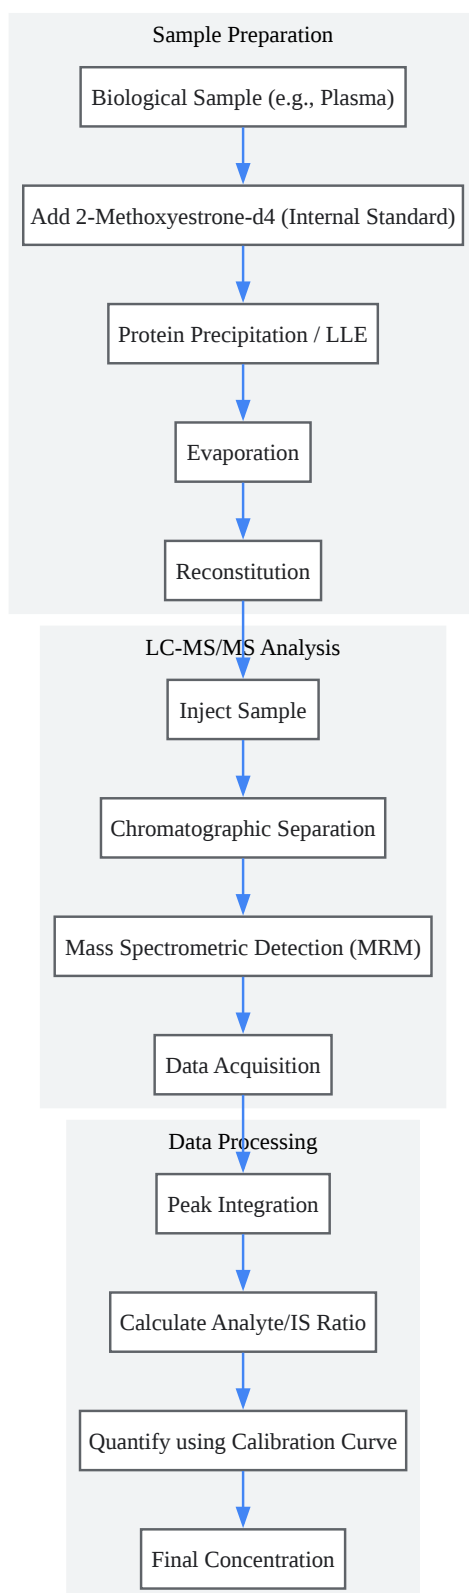 Sample Preparation
Biological Sample (e.g., Plasma)
Add 2-Methoxyestrone-d4 (Internal Standard)
Protein Precipitation / LLE
Evaporation
Reconstitution
LC-MS/MS Analysis
Inject Sample
Chromatographic Separation
Mass Spectrometric Detection (MRM)
Data Acquisition
Data Processing
Peak Integration
Calculate Analyte/IS Ratio
Quantify using Calibration Curve
Final Concentration